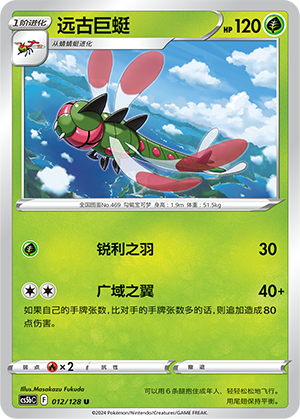 1阶进化 远古巨蜓 HP120
从蜻蜻蜓进化
全国图鉴No.469 勾蜓宝可梦 身高：1.9m 体重：51.5kg
锐利之羽 30
广域之翼 40+
如果自己的手牌张数，比对手的手牌张数多的话，则追加造成80
点伤害。
弱点 ×2 抵抗力 撤退
Illus.Masakazu Fukuda
可以用6条腿抱住成年人，轻轻松松地飞行。
用尾翅保持平衡。
cs5bC F 012/128 U
©2024 Pokémon/Nintendo/Creatures/GAME FREAK.